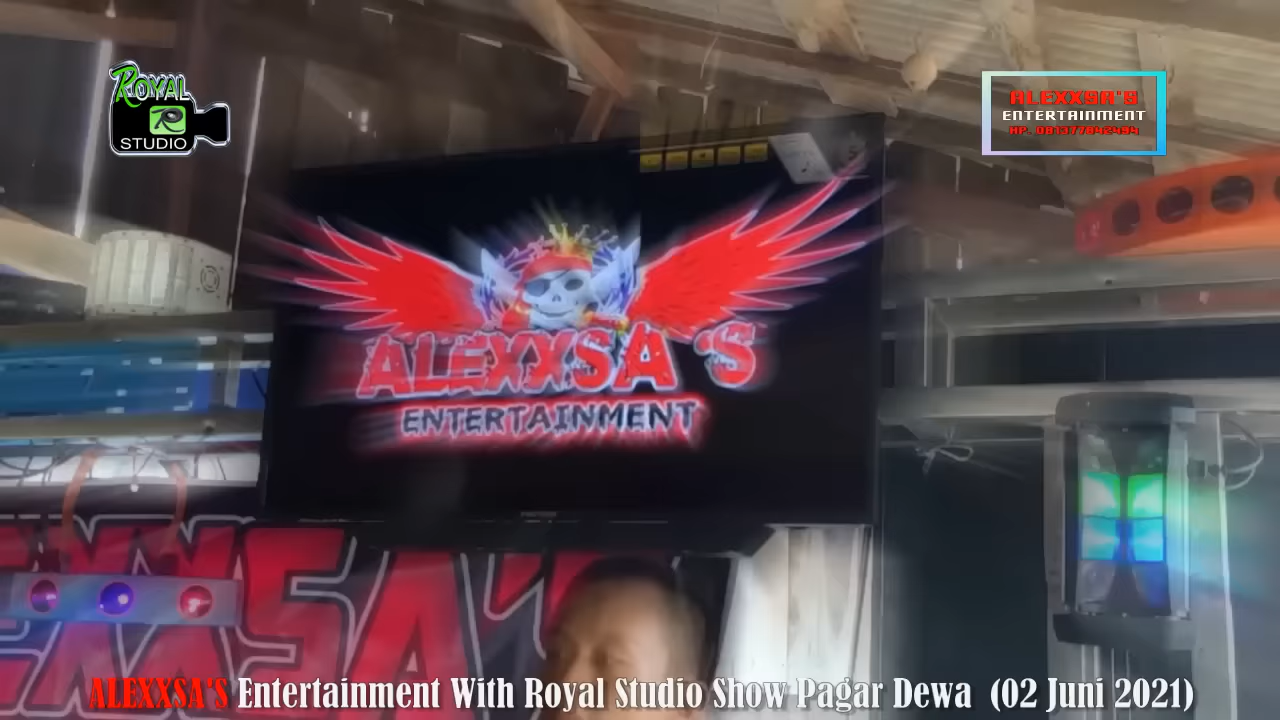 ROYAL
R
STUDIO
ALEXXSA'S
ENTERTAINMENT
HP. 081377842494
ALEXXSA'S
ENTERTAINMENT
EXXSA'S
ALEXXSA'S Entertainment With Royal Studio Show Pagar Dewa (02 Juni 2021)